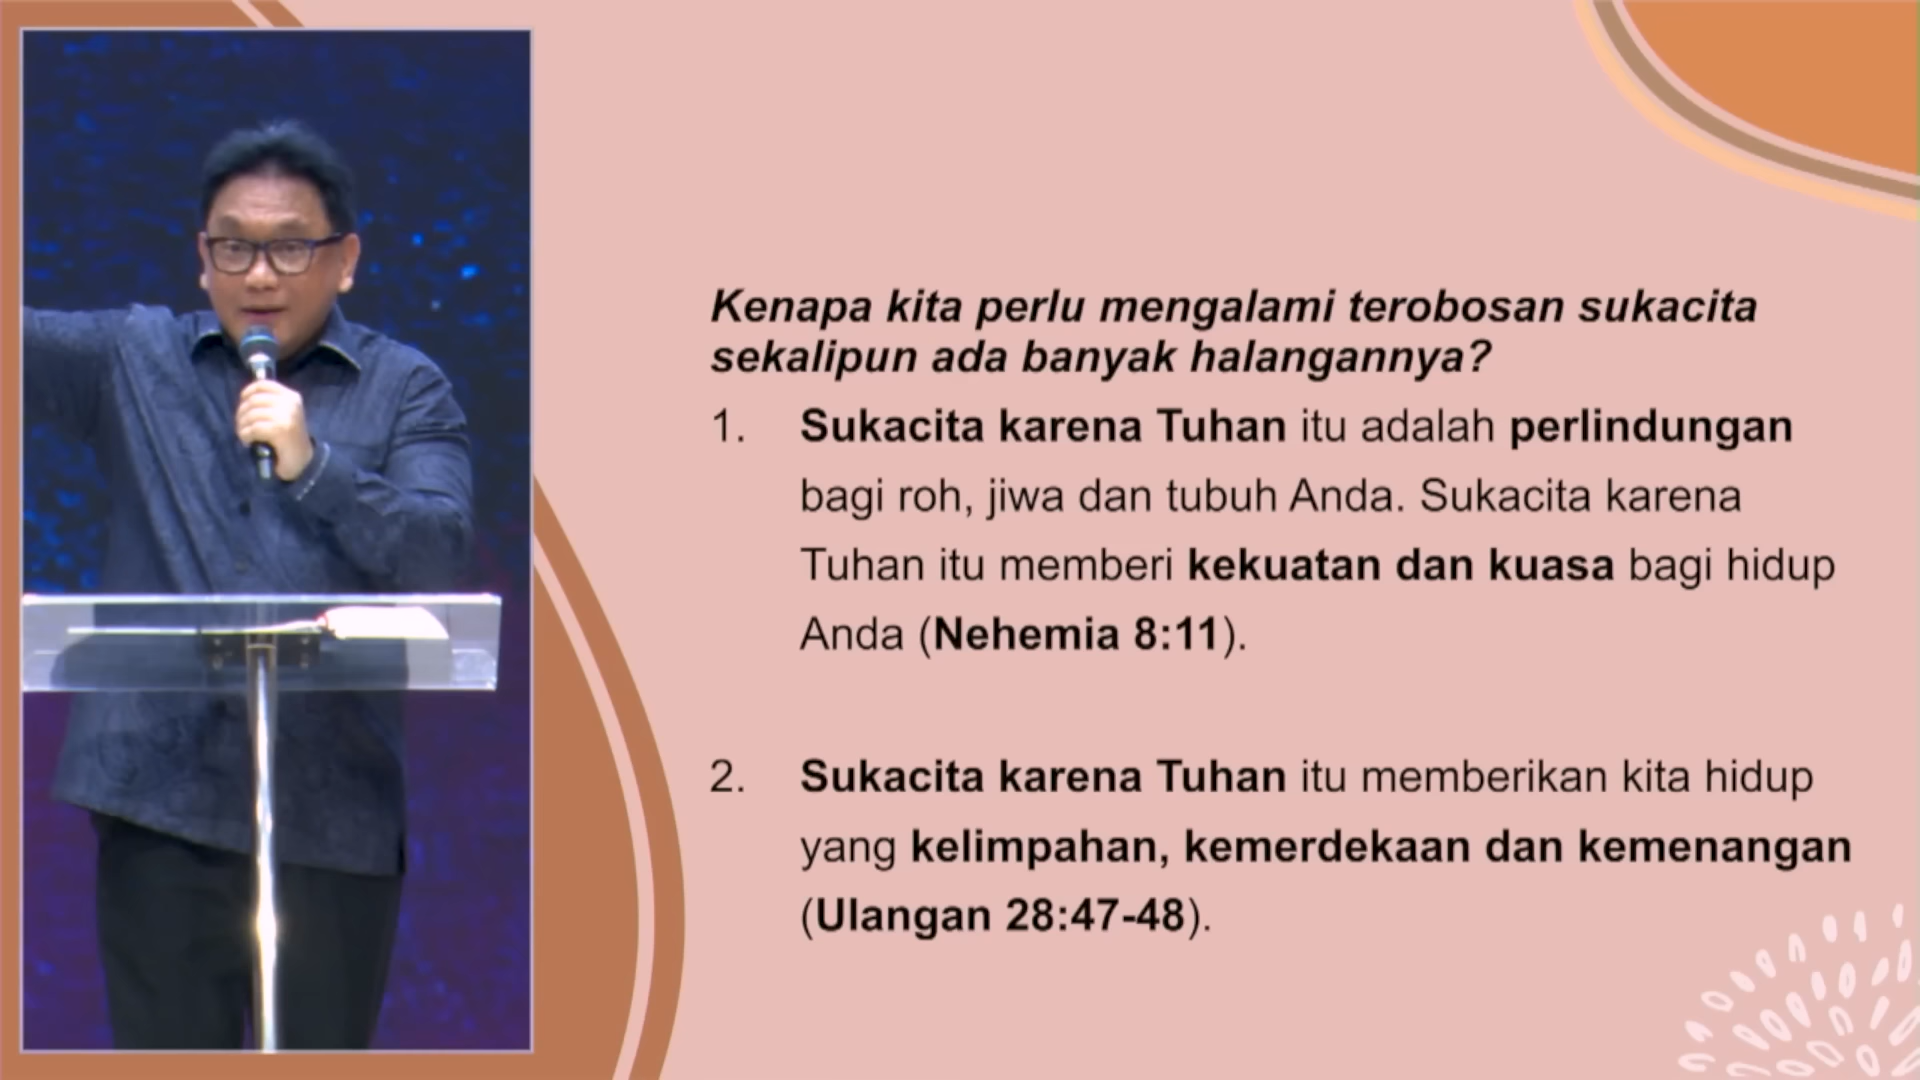 Kenapa kita perlu mengalami terobosan sukacita
sekalipun ada banyak halangannya?
1. Sukacita karena Tuhan itu adalah perlindungan
bagi roh, jiwa dan tubuh Anda. Sukacita karena
Tuhan itu memberi kekuatan dan kuasa bagi hidup
Anda (Nehemia 8:11).
2. Sukacita karena Tuhan itu memberikan kita hidup
yang kelimpahan, kemerdekaan dan kemenangan
(Ulangan 28:47-48).